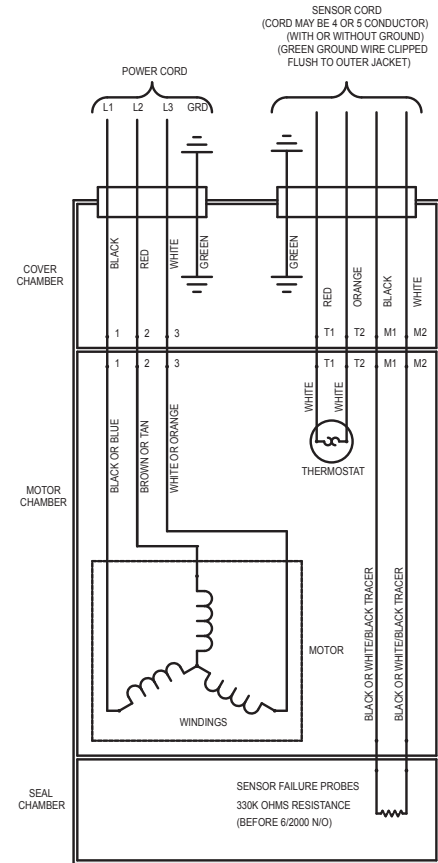 SENSOR CORD
(CORD MAY BE 4 OR 5 CONDUCTOR)
(WITH OR WITHOUT GROUND)
(GREEN GROUND WIRE CLIPPED
FLUSH TO OUTER JACKET)
POWER CORD
L1 L2 L3 GRD
COVER
CHAMBER
BLACK
RED
WHITE
GREEN
GREEN
RED
ORANGE
BLACK
WHITE
1 2 3 T1 T2 M1 M2
1 2 3 T1 T2 M1 M2
MOTOR
CHAMBER
BLACK OR BLUE
BROWN OR TAN
WHITE OR ORANGE
WHITE
WHITE
THERMOSTAT
BLACK OR WHITE/BLACK TRACER
BLACK OR WHITE/BLACK TRACER
MOTOR
WINDINGS
SEAL
CHAMBER
SENSOR FAILURE PROBES
330K OHMS RESISTANCE
(BEFORE 6/2000 N/O)